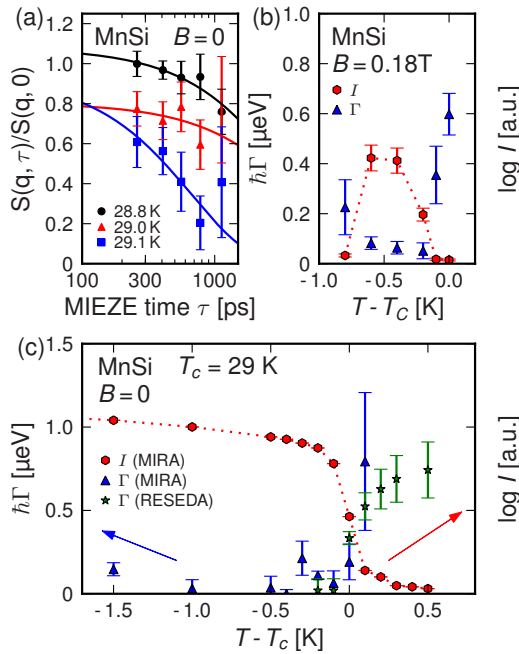 (a)
MnSi B = 0
S(q, τ)/S(q, 0)
1.2
1.0
0.8
0.6
0.4
0.2
0
28.8 K
29.0 K
29.1 K
100 300 1000
MIEZE time τ [ps]
(b)
MnSi
B = 0.18T
I
Γ
ħΓ [µeV]
log I [a.u.]
1.0
0.8
0.6
0.4
0.2
0
-1.0 -0.5 0.0
T - T_C [K]
(c)
MnSi T_c = 29 K
B = 0
ħΓ [µeV]
log I [a.u.]
1.5
1.0
0.5
0
I (MIRA)
Γ (MIRA)
Γ (RESEDA)
-1.5 -1.0 -0.5 0 0.5
T - T_c [K]